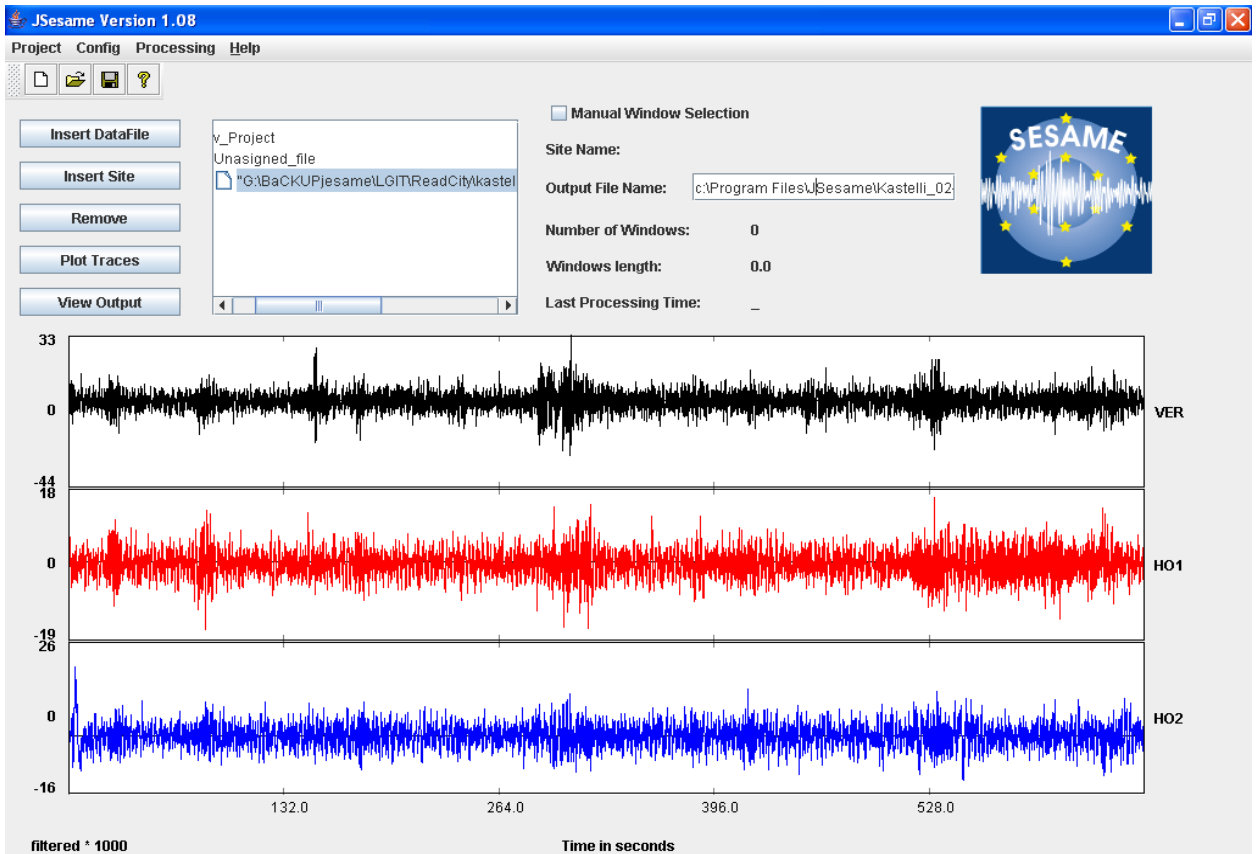 JSesame Version 1.08
Project Config Processing Help
Insert DataFile
Insert Site
Remove
Plot Traces
View Output
v_Project
Unasigned_file
"G:\BaCKUPjesame\LGIT\ReadCity\kastel
Manual Window Selection
Site Name:
Output File Name: c:\Program Files\JSesame\Kastelli_02-
Number of Windows: 0
Windows length: 0.0
Last Processing Time: _
SESAME
33
0
-44
VER
18
0
-19
HO1
26
0
-16
HO2
132.0 264.0 396.0 528.0
filtered * 1000 Time in seconds